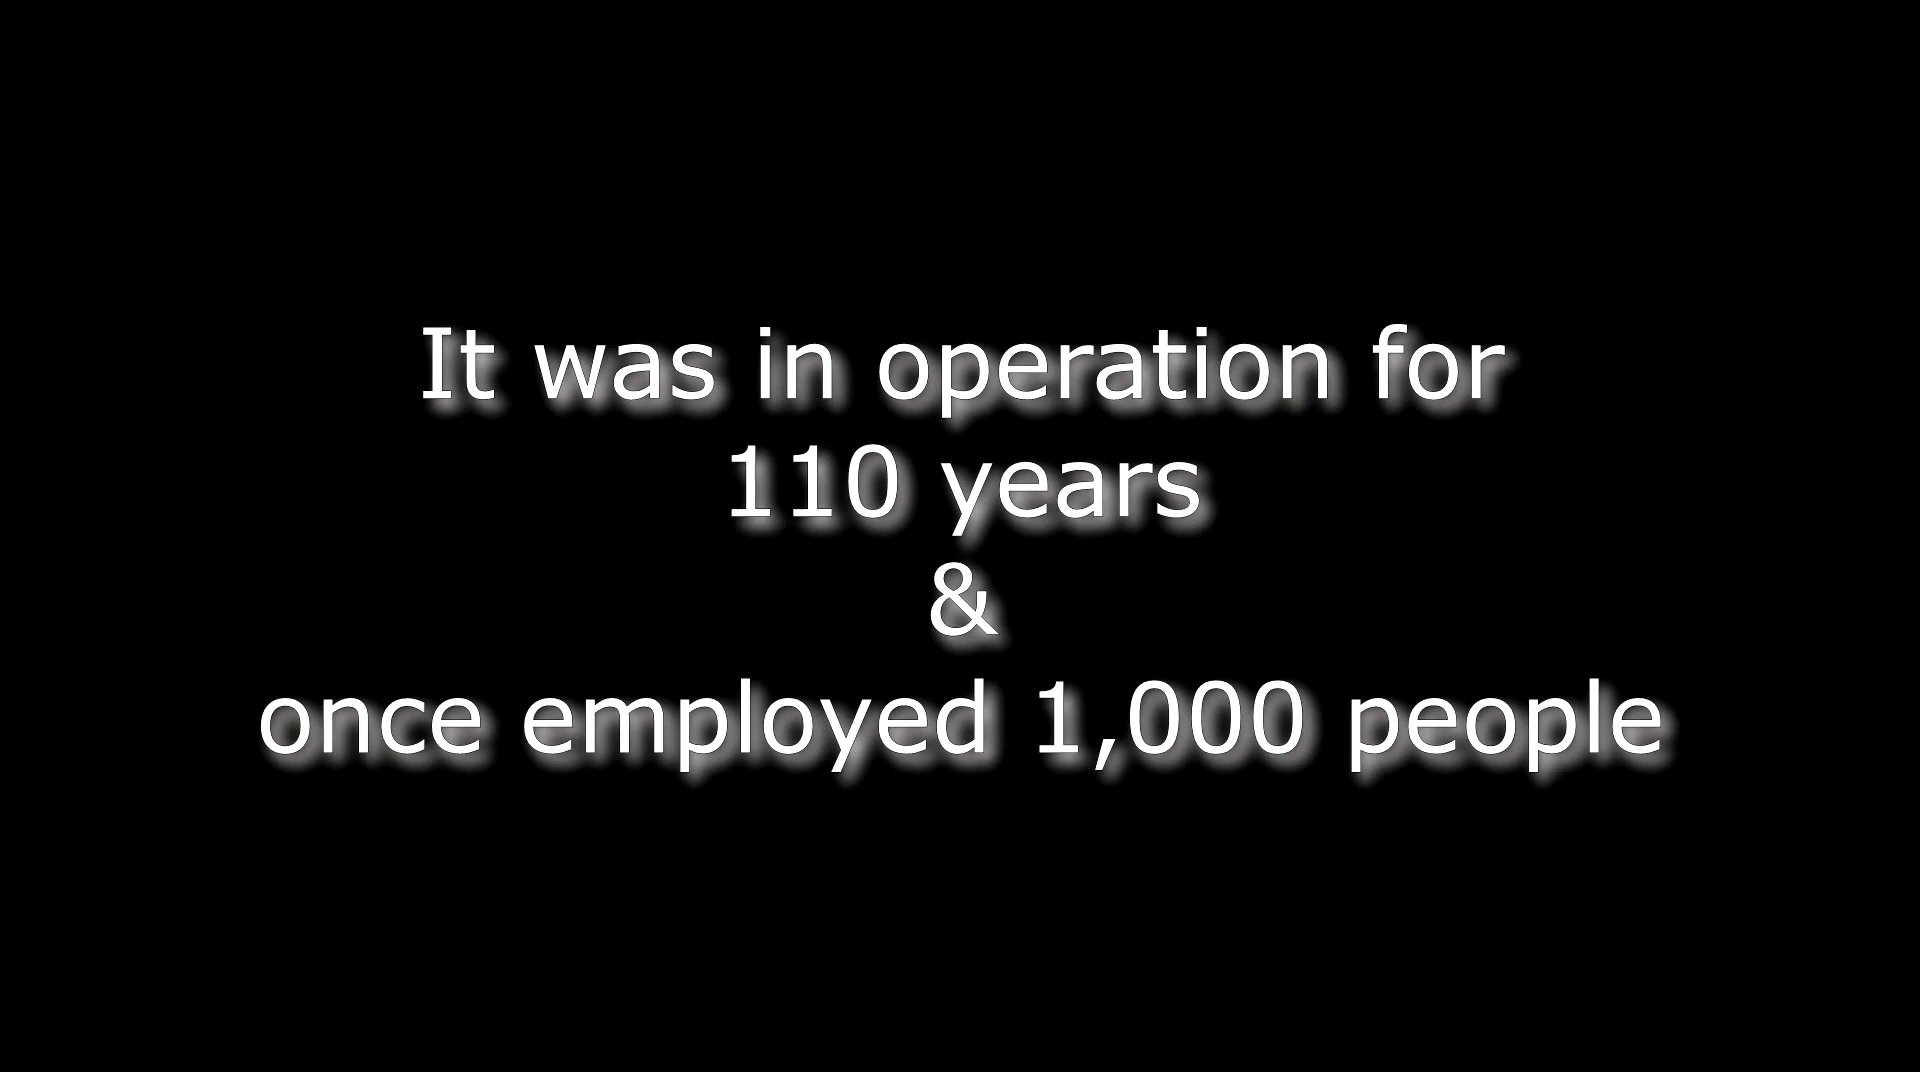 It was in operation for
110 years
&
once employed 1,000 people